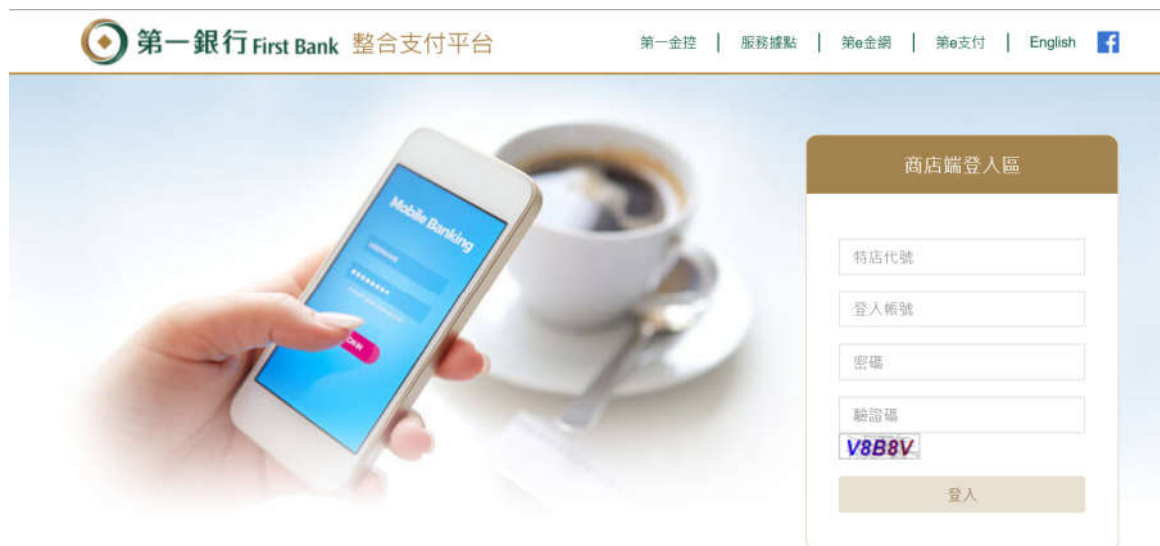 第一銀行 First Bank 整合支付平台
第一金控 | 服務據點 | 第e金網 | 第e支付 | English
商店端登入區
Mobile Banking
USERNAME
********
特店代號
登入帳號
密碼
驗證碼
V8B8V
登入